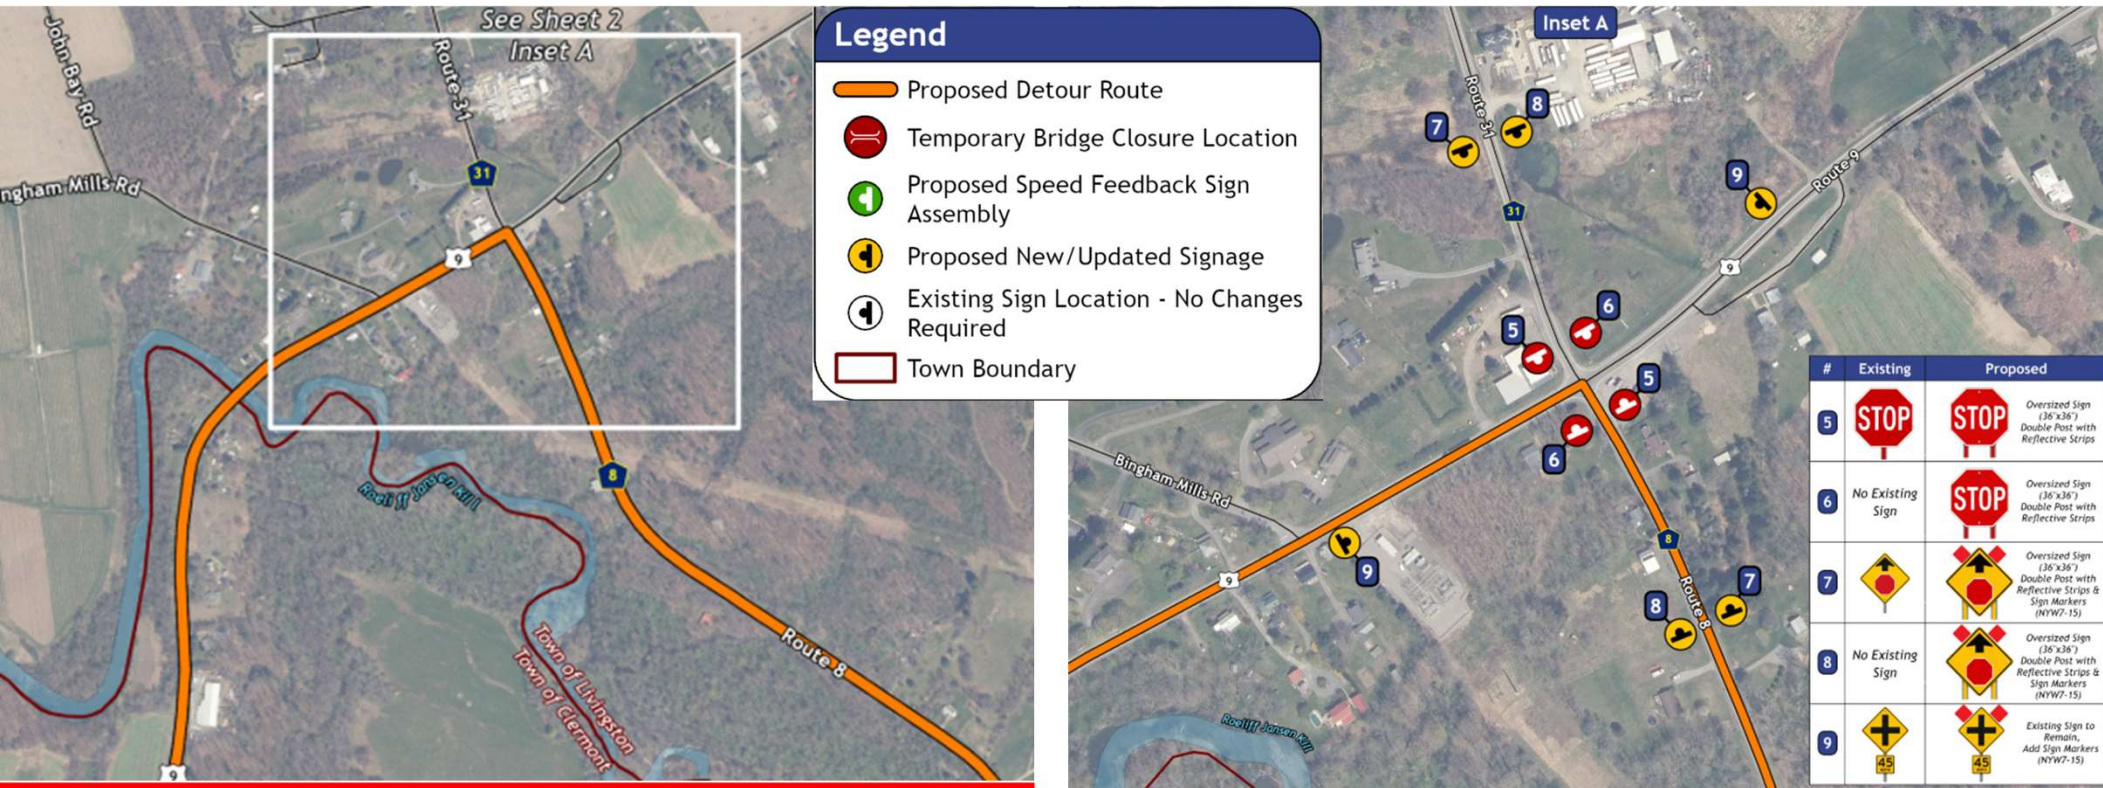 See Sheet 2
Inset A
John Bay Rd
Route 31
31
ngham Mills Rd
9
8
Roeliff Jansen Kill
Route 8
Town of Livingston
Town of Clermont
9
Legend
Proposed Detour Route
Temporary Bridge Closure Location
Proposed Speed Feedback Sign
Assembly
Proposed New/Updated Signage
Existing Sign Location - No Changes
Required
Town Boundary
Inset A
Route 31
8
7
9
Route 9
31
9
6
5
5
6
Bingham Mills Rd
9
9
8
7
8
Route 8
Roeliff Jansen Kill
# Existing Proposed
5 STOP STOP
Oversized Sign
(36"x36")
Double Post with
Reflective Strips
6 No Existing
Sign
STOP
Oversized Sign
(36"x36")
Double Post with
Reflective Strips
7
Oversized Sign
(36"x36")
Double Post with
Reflective Strips &
Sign Markers
(NYW7-15)
8 No Existing
Sign
Oversized Sign
(36"x36")
Double Post with
Reflective Strips &
Sign Markers
(NYW7-15)
9
45
45
Existing Sign to
Remain,
Add Sign Markers
(NYW7-15)